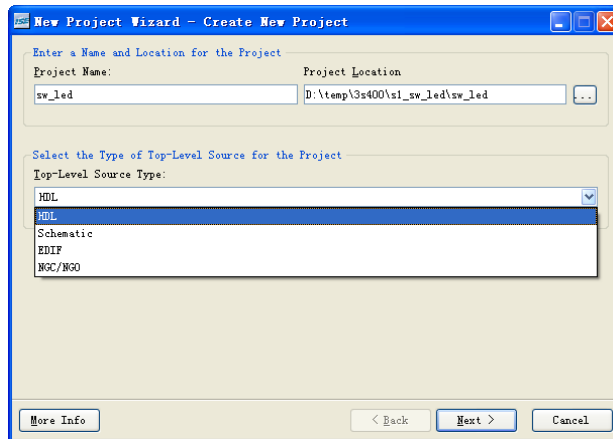 ISE New Project Wizard - Create New Project
Enter a Name and Location for the Project
Project Name: Project Location
sw_led D:\temp\3s400\s1_sw_led\sw_led ...
Select the Type of Top-Level Source for the Project
Top-Level Source Type:
HDL
HDL
Schematic
EDIF
NGC/NGO
More Info < Back Next > Cancel